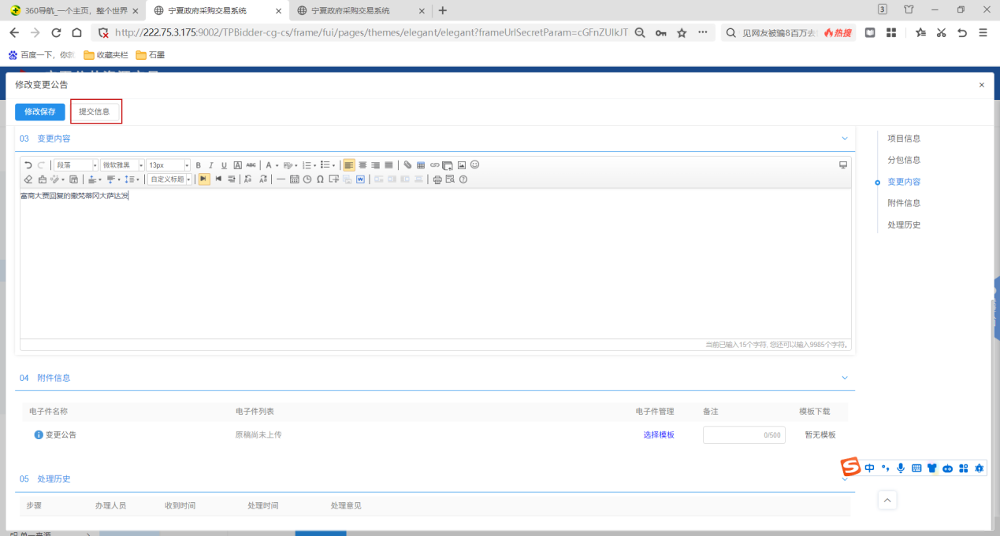 360导航_一个主页，整个世界
宁夏政府采购交易系统
宁夏政府采购交易系统
3
http://222.75.3.175:9002/TPBidder-cg-cs/frame/fui/pages/themes/elegant/elegant?frameUrlSecretParam=cGFnZUlkJT
见网友被骗8百万去
热搜
百度一下，你就
收藏夹栏
石墨
修改变更公告
修改保存
提交信息
03 变更内容
段落
微软雅黑
13px
自定义标题
富商大贾回复的撒梵蒂冈大萨达发
当前已输入15个字符, 您还可以输入9985个字符。
04 附件信息
电子件名称 电子件列表 电子件管理 备注 模板下载
变更公告 原稿尚未上传 选择模板 0/500 暂无模板
05 处理历史
步骤 办理人员 收到时间 处理时间 处理意见
项目信息
分包信息
变更内容
附件信息
处理历史
中
单一来源